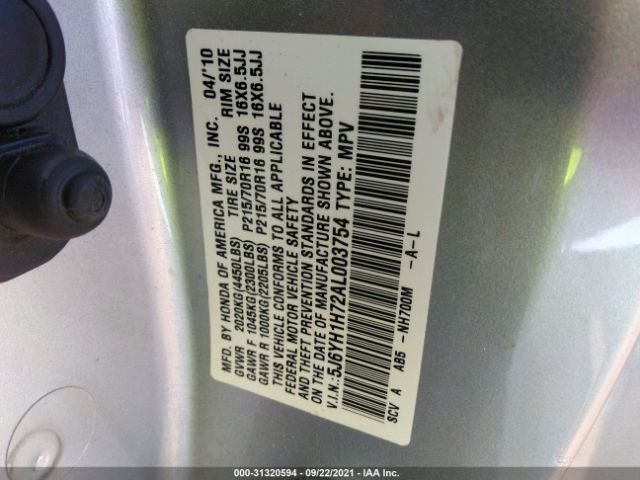 MFD. BY HONDA OF AMERICA MFG., INC. 04/'10
TIRE SIZE RIM SIZE
GVWR 2020KG(4450LBS)
GAWR F 1045KG(2300LBS) P215/70R16 99S 16X6.5JJ
GAWR R 1000KG(2205LBS) P215/70R16 99S 16X6.5JJ
THIS VEHICLE CONFORMS TO ALL APPLICABLE
FEDERAL MOTOR VEHICLE SAFETY
AND THEFT PREVENTION STANDARDS IN EFFECT
ON THE DATE OF MANUFACTURE SHOWN ABOVE.
V.I.N.:5J6YH1H72AL003754 TYPE: MPV
SCV A AB5 -NH700M -A-L
000-31320594 - 09/22/2021 - IAA Inc.